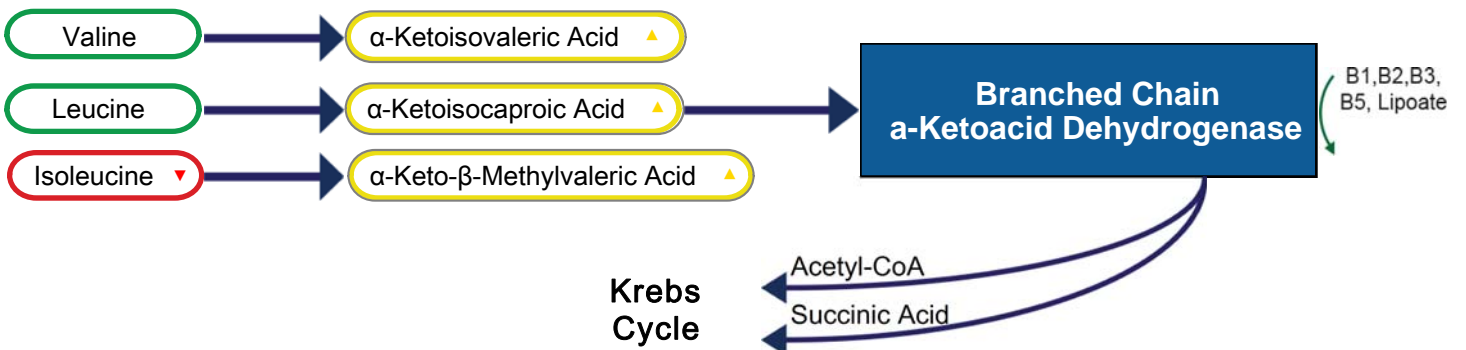 Valine
α-Ketoisovaleric Acid ▲
Leucine
α-Ketoisocaproic Acid ▲
Isoleucine ▼
α-Keto-β-Methylvaleric Acid ▲
Branched Chain
a-Ketoacid Dehydrogenase
B1,B2,B3,
B5, Lipoate
Acetyl-CoA
Succinic Acid
Krebs
Cycle